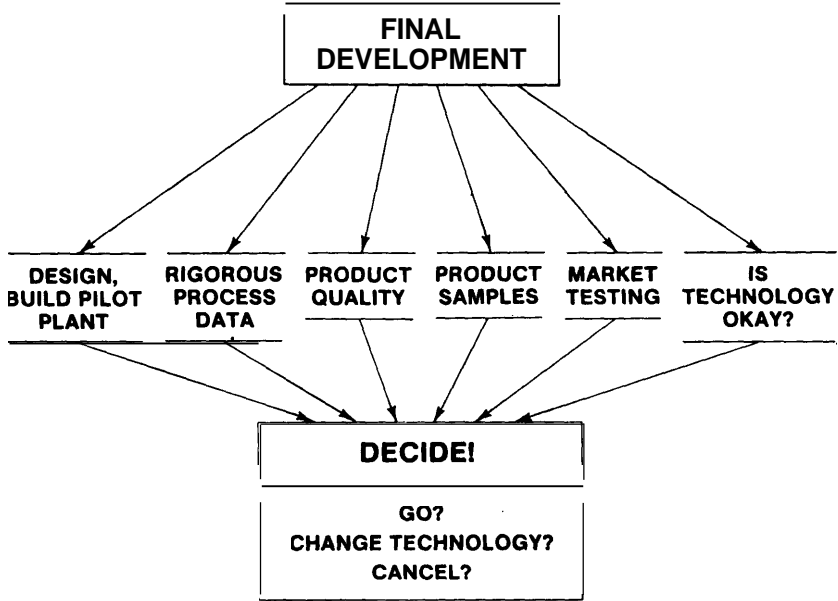 FINAL
DEVELOPMENT
DESIGN,
BUILD PILOT
PLANT
RIGOROUS
PROCESS
DATA
PRODUCT
QUALITY
PRODUCT
SAMPLES
MARKET
TESTING
IS
TECHNOLOGY
OKAY?
DECIDE!
GO?
CHANGE TECHNOLOGY?
CANCEL?